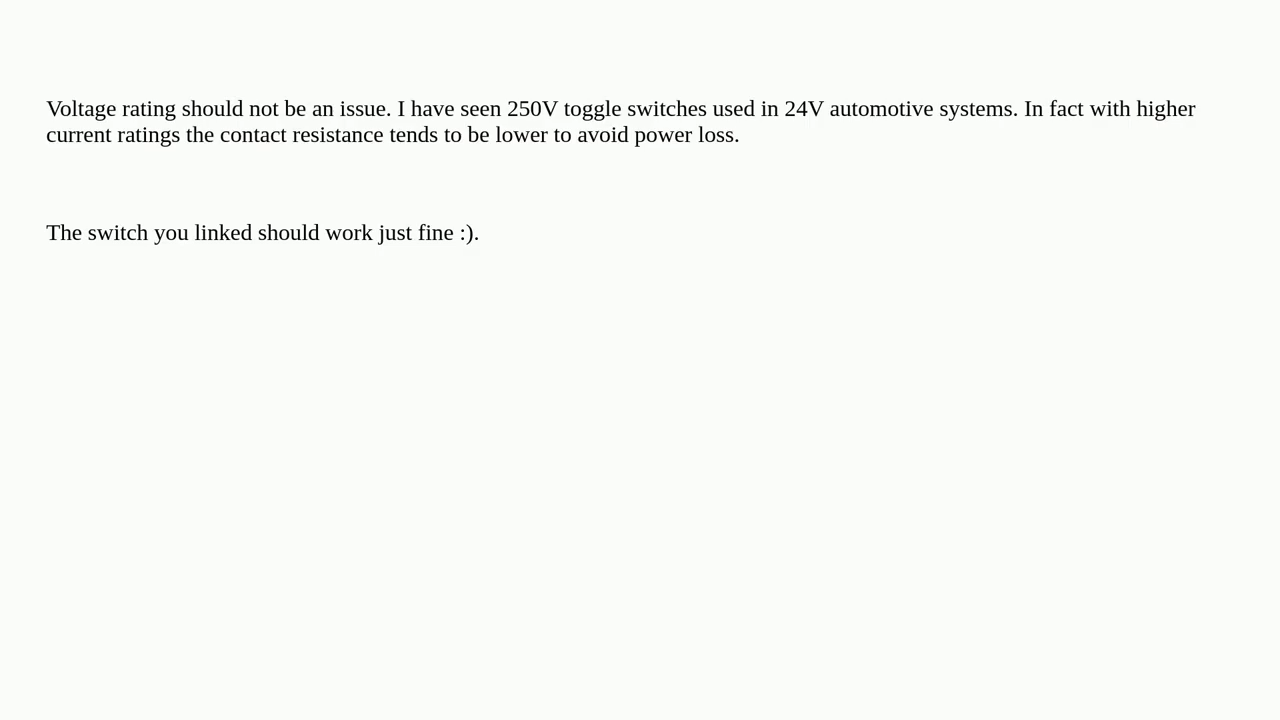 Voltage rating should not be an issue. I have seen 250V toggle switches used in 24V automotive systems. In fact with higher
current ratings the contact resistance tends to be lower to avoid power loss.
The switch you linked should work just fine :).